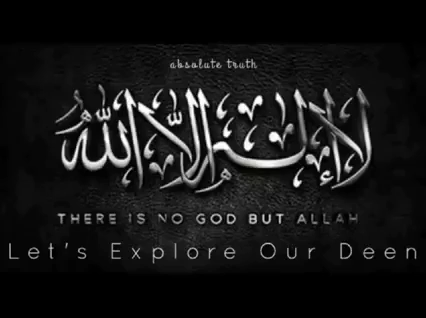 absolute truth
لا إله إلا الله
THERE IS NO GOD BUT ALLAH
Let's Explore Our Deen